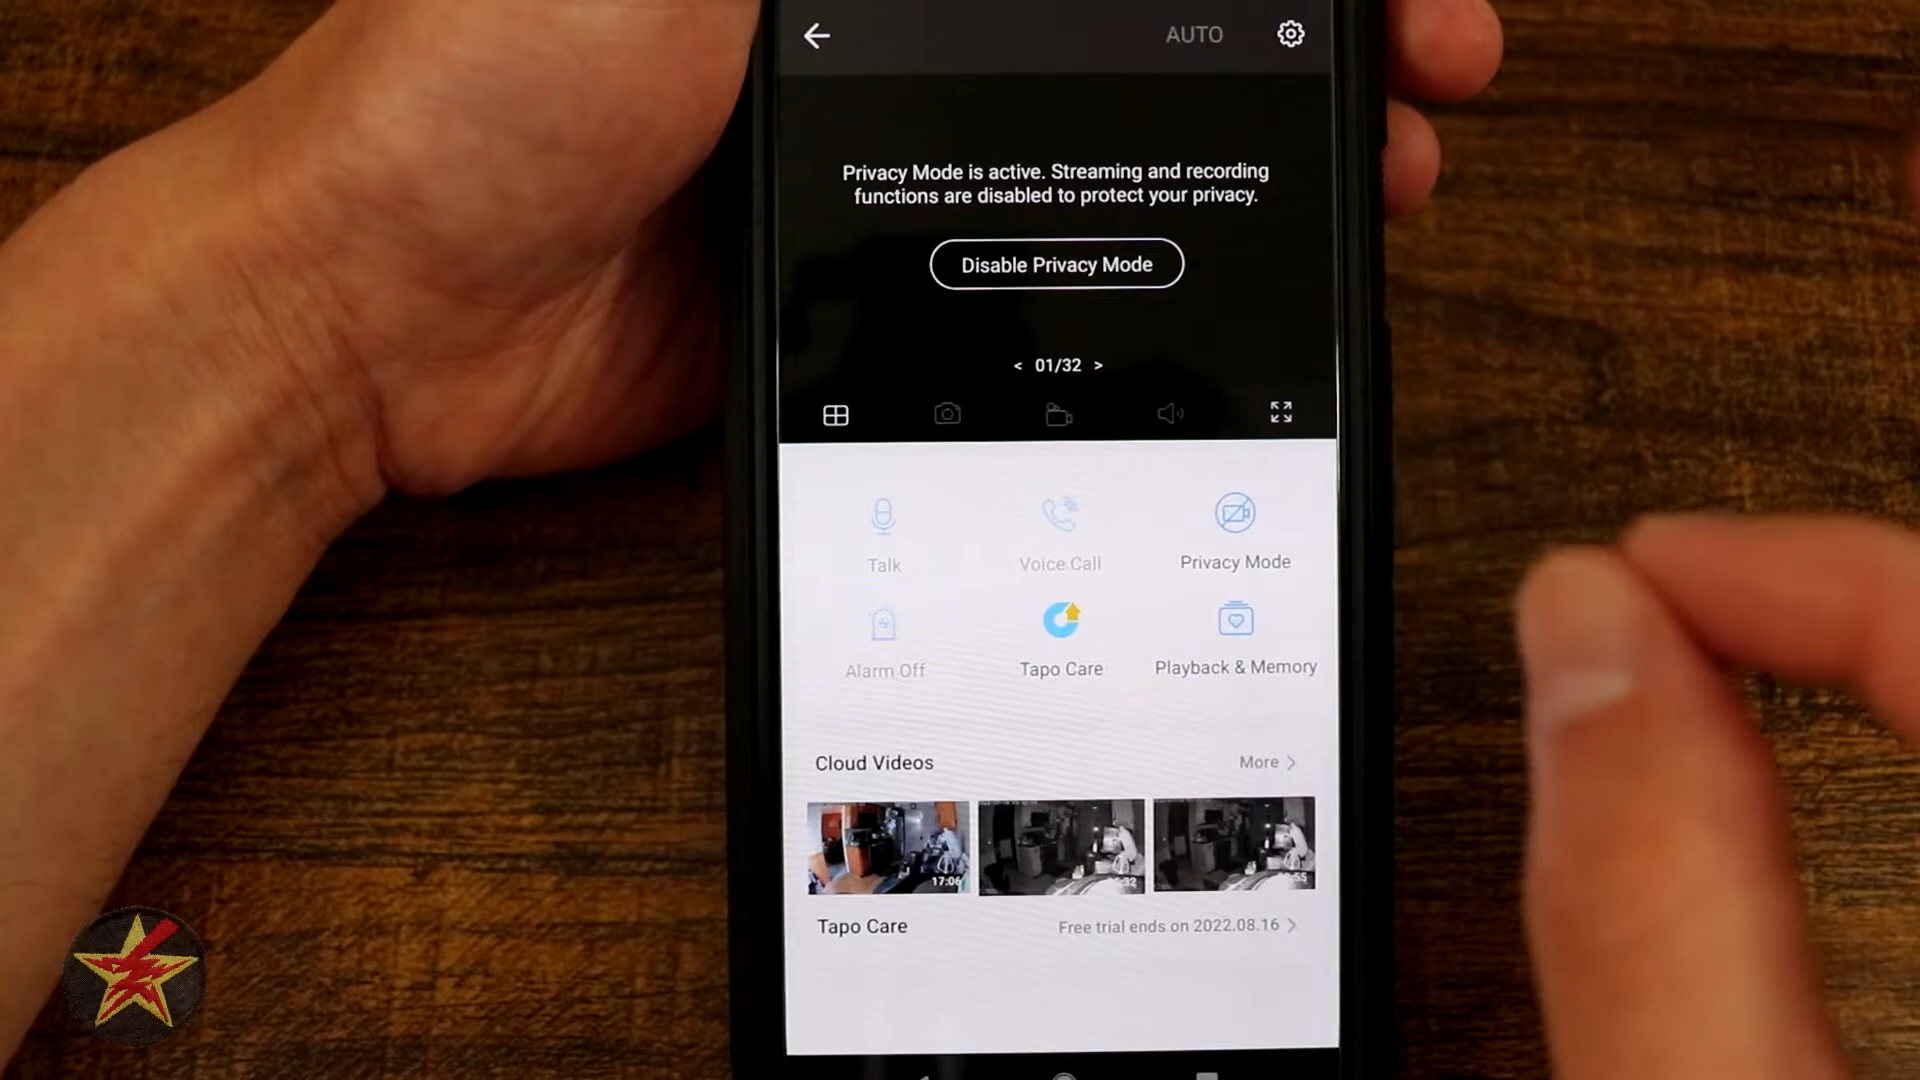 AUTO
Privacy Mode is active. Streaming and recording
functions are disabled to protect your privacy.
Disable Privacy Mode
< 01/32 >
Talk
Voice Call
Privacy Mode
Alarm Off
Tapo Care
Playback & Memory
Cloud Videos
More >
17:06
Tapo Care
Free trial ends on 2022.08.16 >